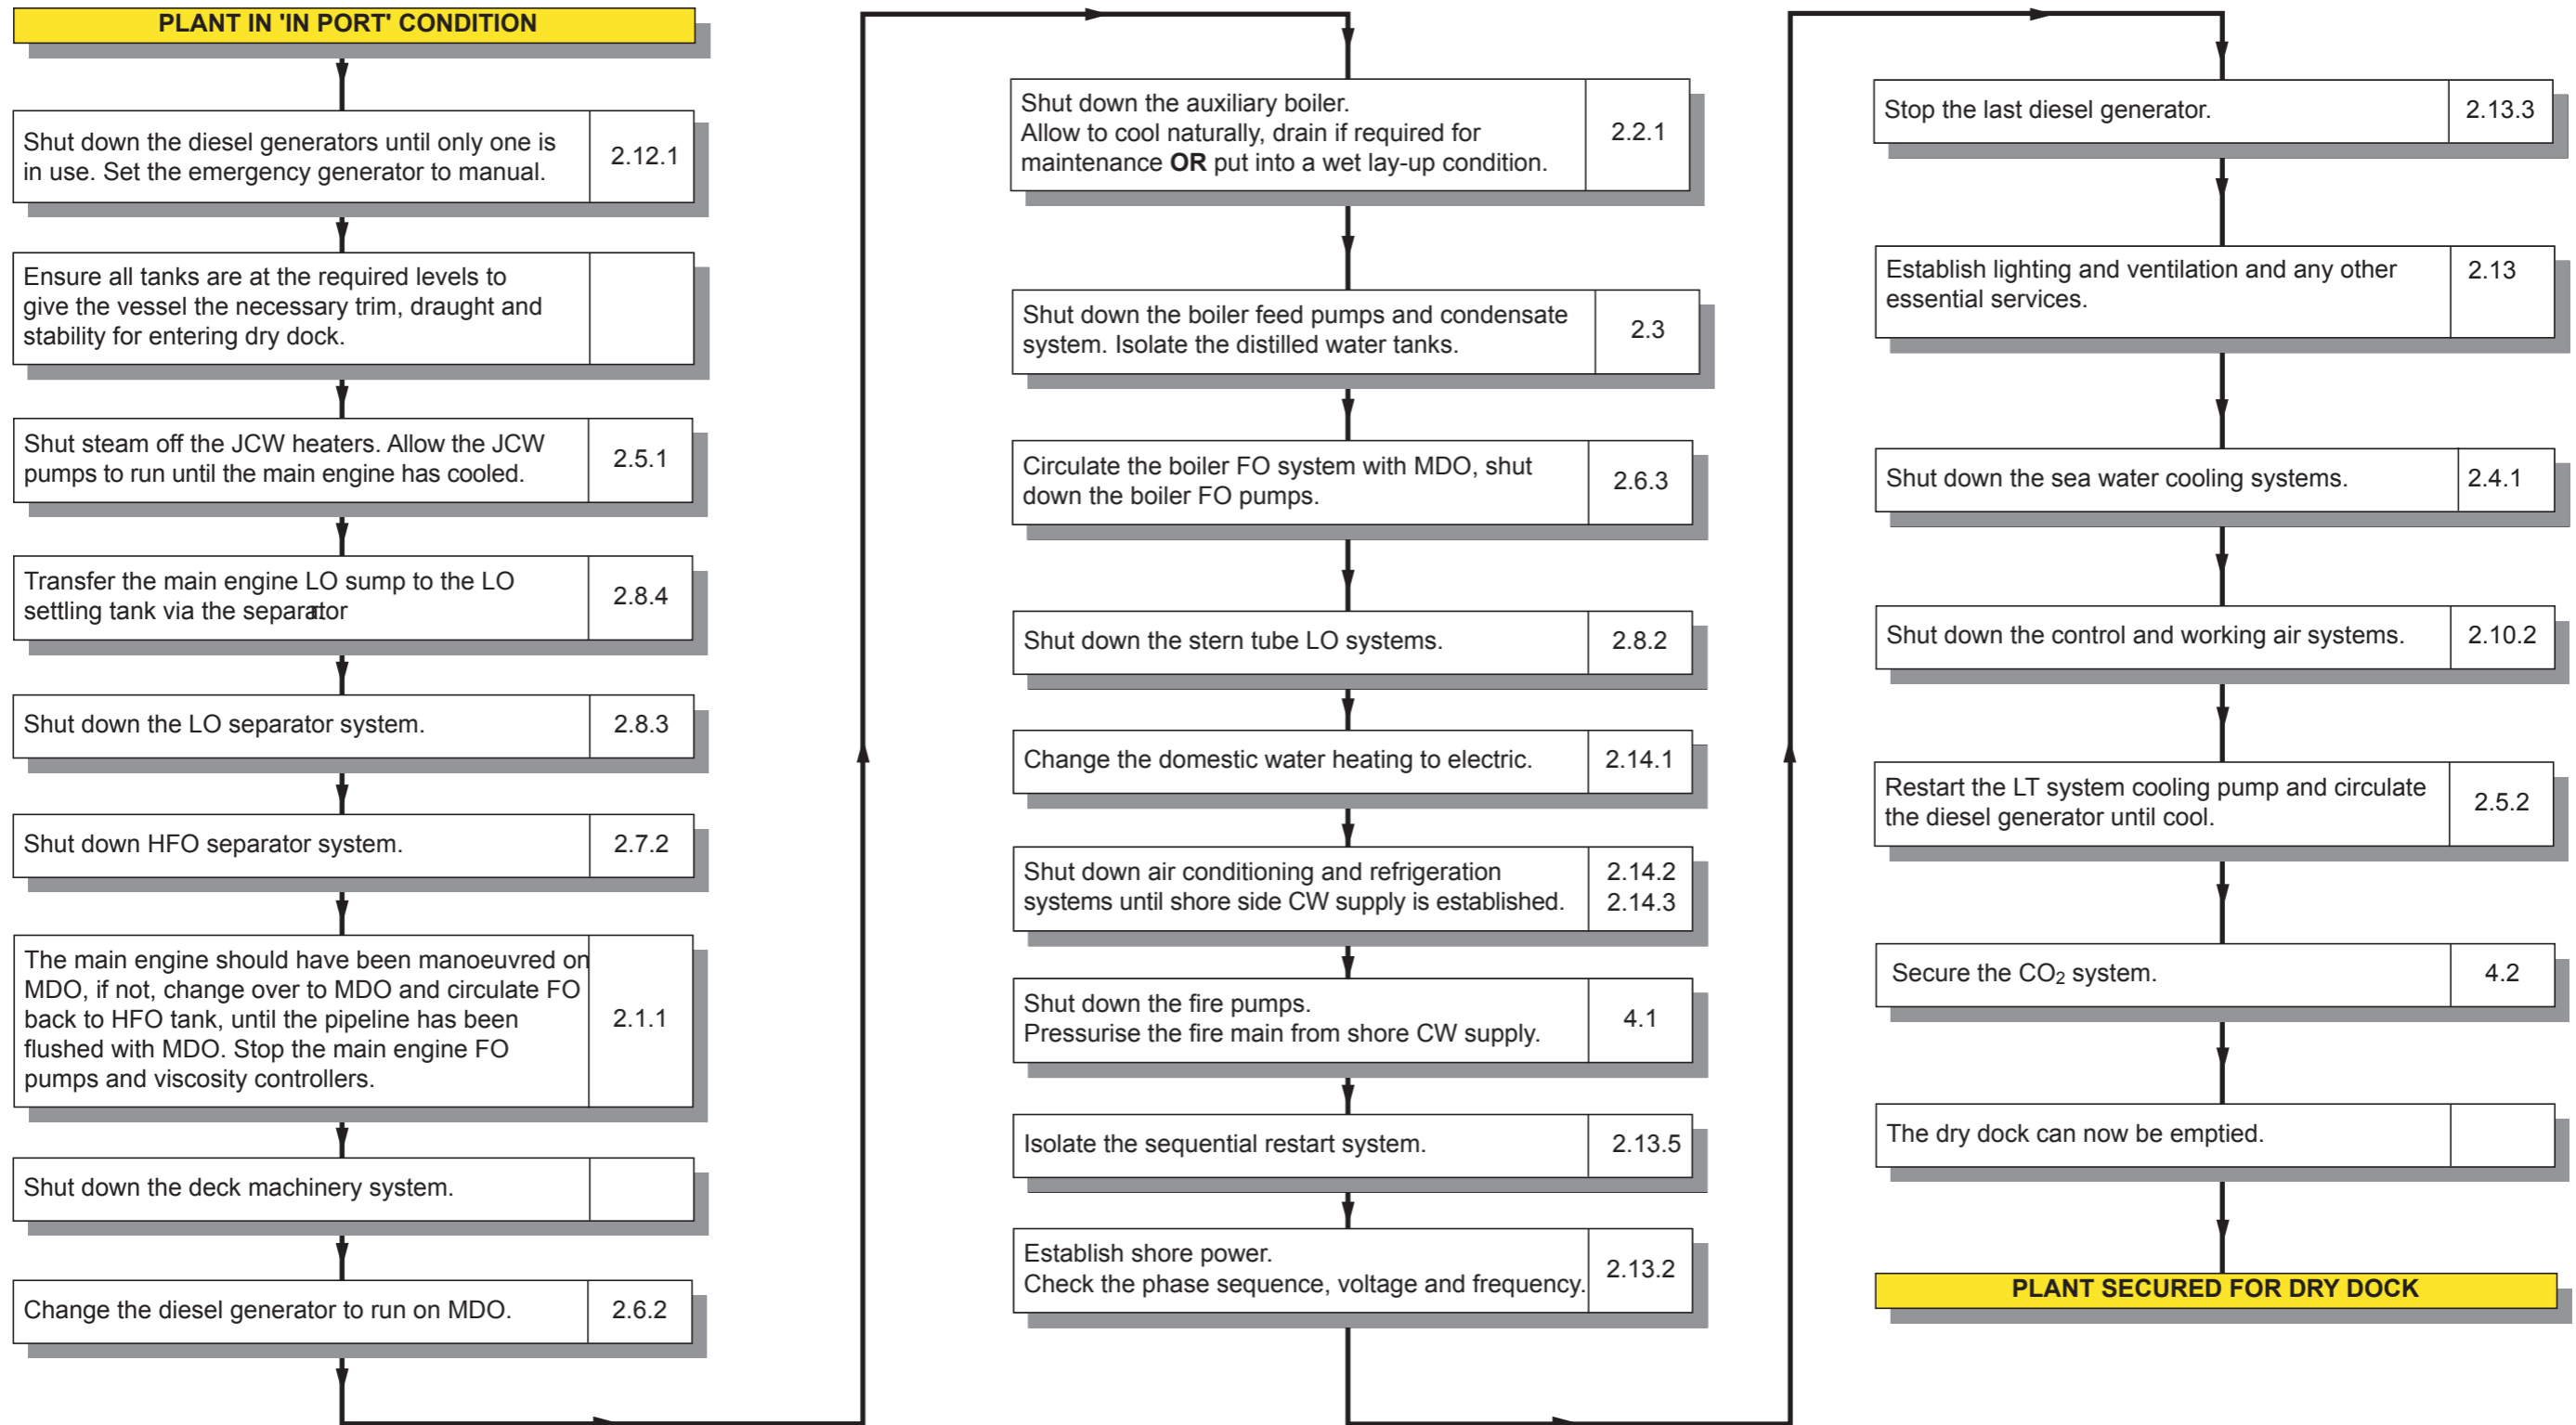 PLANT IN 'IN PORT' CONDITION
Shut down the diesel generators until only one is
in use. Set the emergency generator to manual.
2.12.1
Ensure all tanks are at the required levels to
give the vessel the necessary trim, draught and
stability for entering dry dock.
Shut steam off the JCW heaters. Allow the JCW
pumps to run until the main engine has cooled.
2.5.1
Transfer the main engine LO sump to the LO
settling tank via the separator.
2.8.4
Shut down the LO separator system.
2.8.3
Shut down HFO separator system.
2.7.2
The main engine should have been manoeuvred on
MDO, if not, change over to MDO and circulate FO
back to HFO tank, until the pipeline has been
flushed with MDO. Stop the main engine FO
pumps and viscosity controllers.
2.1.1
Shut down the deck machinery system.
Change the diesel generator to run on MDO.
2.6.2
Shut down the auxiliary boiler.
Allow to cool naturally, drain if required for
maintenance OR put into a wet lay-up condition.
2.2.1
Shut down the boiler feed pumps and condensate
system. Isolate the distilled water tanks.
2.3
Circulate the boiler FO system with MDO, shut
down the boiler FO pumps.
2.6.3
Shut down the stern tube LO systems.
2.8.2
Change the domestic water heating to electric.
2.14.1
Shut down air conditioning and refrigeration
systems until shore side CW supply is established.
2.14.2
2.14.3
Shut down the fire pumps.
Pressurise the fire main from shore CW supply.
4.1
Isolate the sequential restart system.
2.13.5
Establish shore power.
Check the phase sequence, voltage and frequency.
2.13.2
Stop the last diesel generator.
2.13.3
Establish lighting and ventilation and any other
essential services.
2.13
Shut down the sea water cooling systems.
2.4.1
Shut down the control and working air systems.
2.10.2
Restart the LT system cooling pump and circulate
the diesel generator until cool.
2.5.2
Secure the CO₂ system.
4.2
The dry dock can now be emptied.
PLANT SECURED FOR DRY DOCK